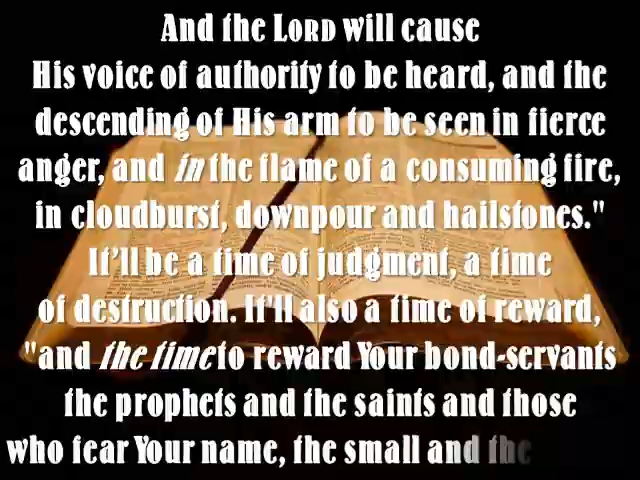 And the LORD will cause
His voice of authority to be heard, and the
descending of His arm to be seen in fierce
anger, and in the flame of a consuming fire,
in cloudburst, downpour and hailstones."
It'll be a time of judgment, a time
of destruction. It'll also a time of reward,
"and the time to reward Your bond-servants
the prophets and the saints and those
who fear Your name, the small and the